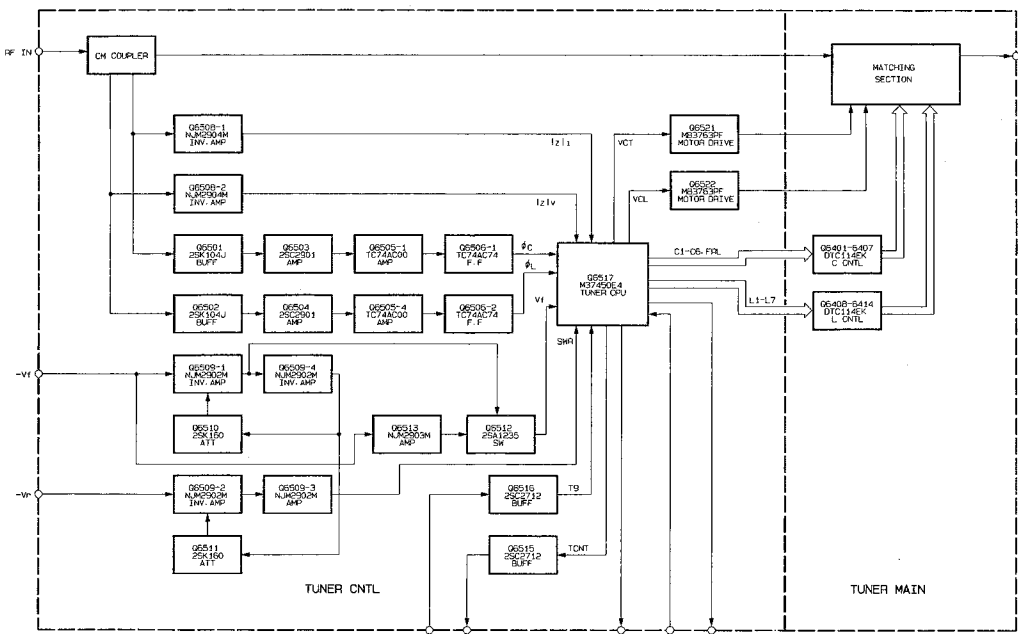 RF IN
CM COUPLER
MATCHING
SECTION
Q6508-1
NJM2904M
INV. AMP
|z|i
VCT
Q6521
MB3763PF
MOTOR DRIVE
Q6508-2
NJM2904M
INV. AMP
|z|v
VCL
Q6522
MB3763PF
MOTOR DRIVE
Q6501
2SK104J
BUFF
Q6503
2SC2901
AMP
Q6505-1
TC74AC00
AMP
Q6506-1
TC74AC74
F.F
φC
φL
Q6517
M37450E4
TUNER CPU
C1-C6, FRL
Q6401-6407
DTC114EK
C CNTL
Q6502
2SK104J
BUFF
Q6504
2SC2901
AMP
Q6505-4
TC74AC00
AMP
Q6506-2
TC74AC74
F.F
Vf
L1-L7
Q6408-6414
DTC114EK
L CNTL
SWR
-Vf
Q6509-1
NJM2902M
INV. AMP
Q6509-4
NJM2902M
INV. AMP
Q6510
2SK160
ATT
Q6513
NJM2903M
AMP
Q6512
2SA1235
SW
-Vr
Q6509-2
NJM2902M
INV. AMP
Q6509-3
NJM2902M
AMP
Q6516
2SC2712
BUFF
T9
Q6511
2SK160
ATT
Q6515
2SC2712
BUFF
TCNT
TUNER CNTL
TUNER MAIN